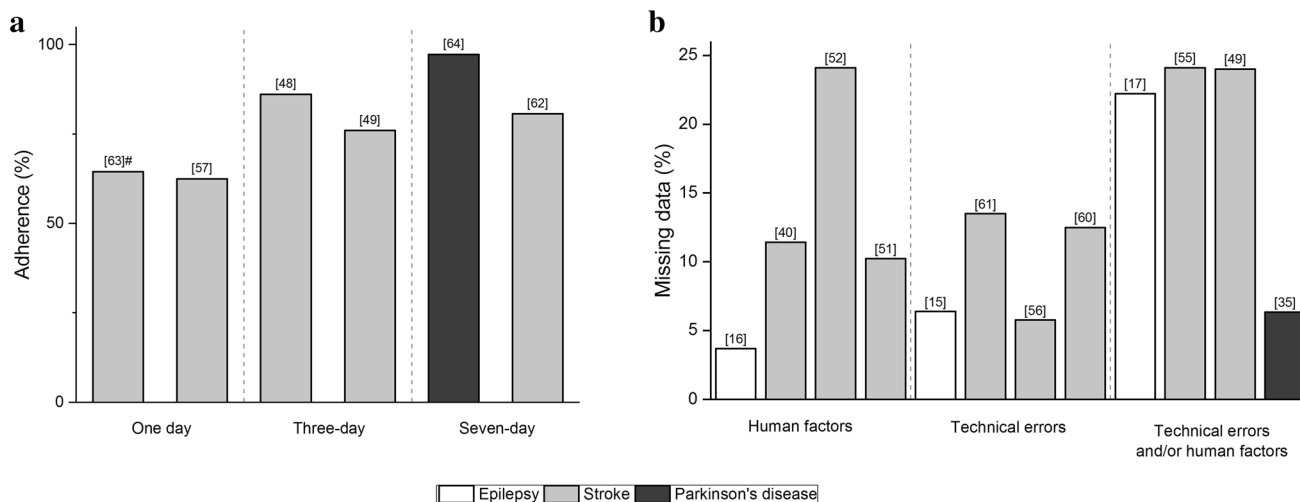 a
100
50
0
Adherence (%)
[63]#
[57]
[48]
[49]
[64]
[62]
One day
Three-day
Seven-day
b
25
20
15
10
5
0
Missing data (%)
[16]
[40]
[52]
[51]
[15]
[61]
[56]
[60]
[17]
[55]
[49]
[35]
Human factors
Technical errors
Technical errors
and/or human factors
Epilepsy
Stroke
Parkinson's disease